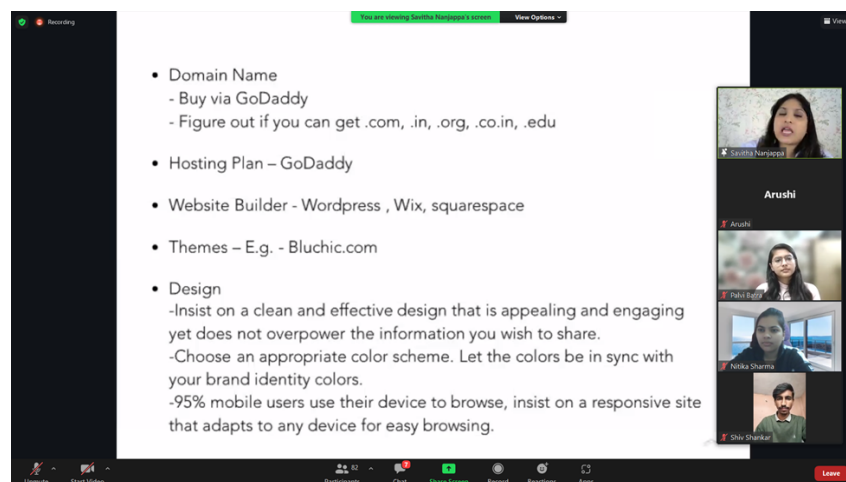 Recording
You are viewing Savitha Nanjappa's screen
View Options
View
• Domain Name
- Buy via GoDaddy
- Figure out if you can get .com, .in, .org, .co.in, .edu
• Hosting Plan – GoDaddy
• Website Builder - Wordpress , Wix, squarespace
• Themes – E.g. - Bluchic.com
• Design
-Insist on a clean and effective design that is appealing and engaging
yet does not overpower the information you wish to share.
-Choose an appropriate color scheme. Let the colors be in sync with
your brand identity colors.
-95% mobile users use their device to browse, insist on a responsive site
that adapts to any device for easy browsing.
Savitha Nanjappa
Arushi
Arushi
Palvi Batra
Nitika Sharma
Shiv Shankar
Unmute
Start Video
82
Participants
7
Chat
Share Screen
Record
Reactions
Apps
Leave